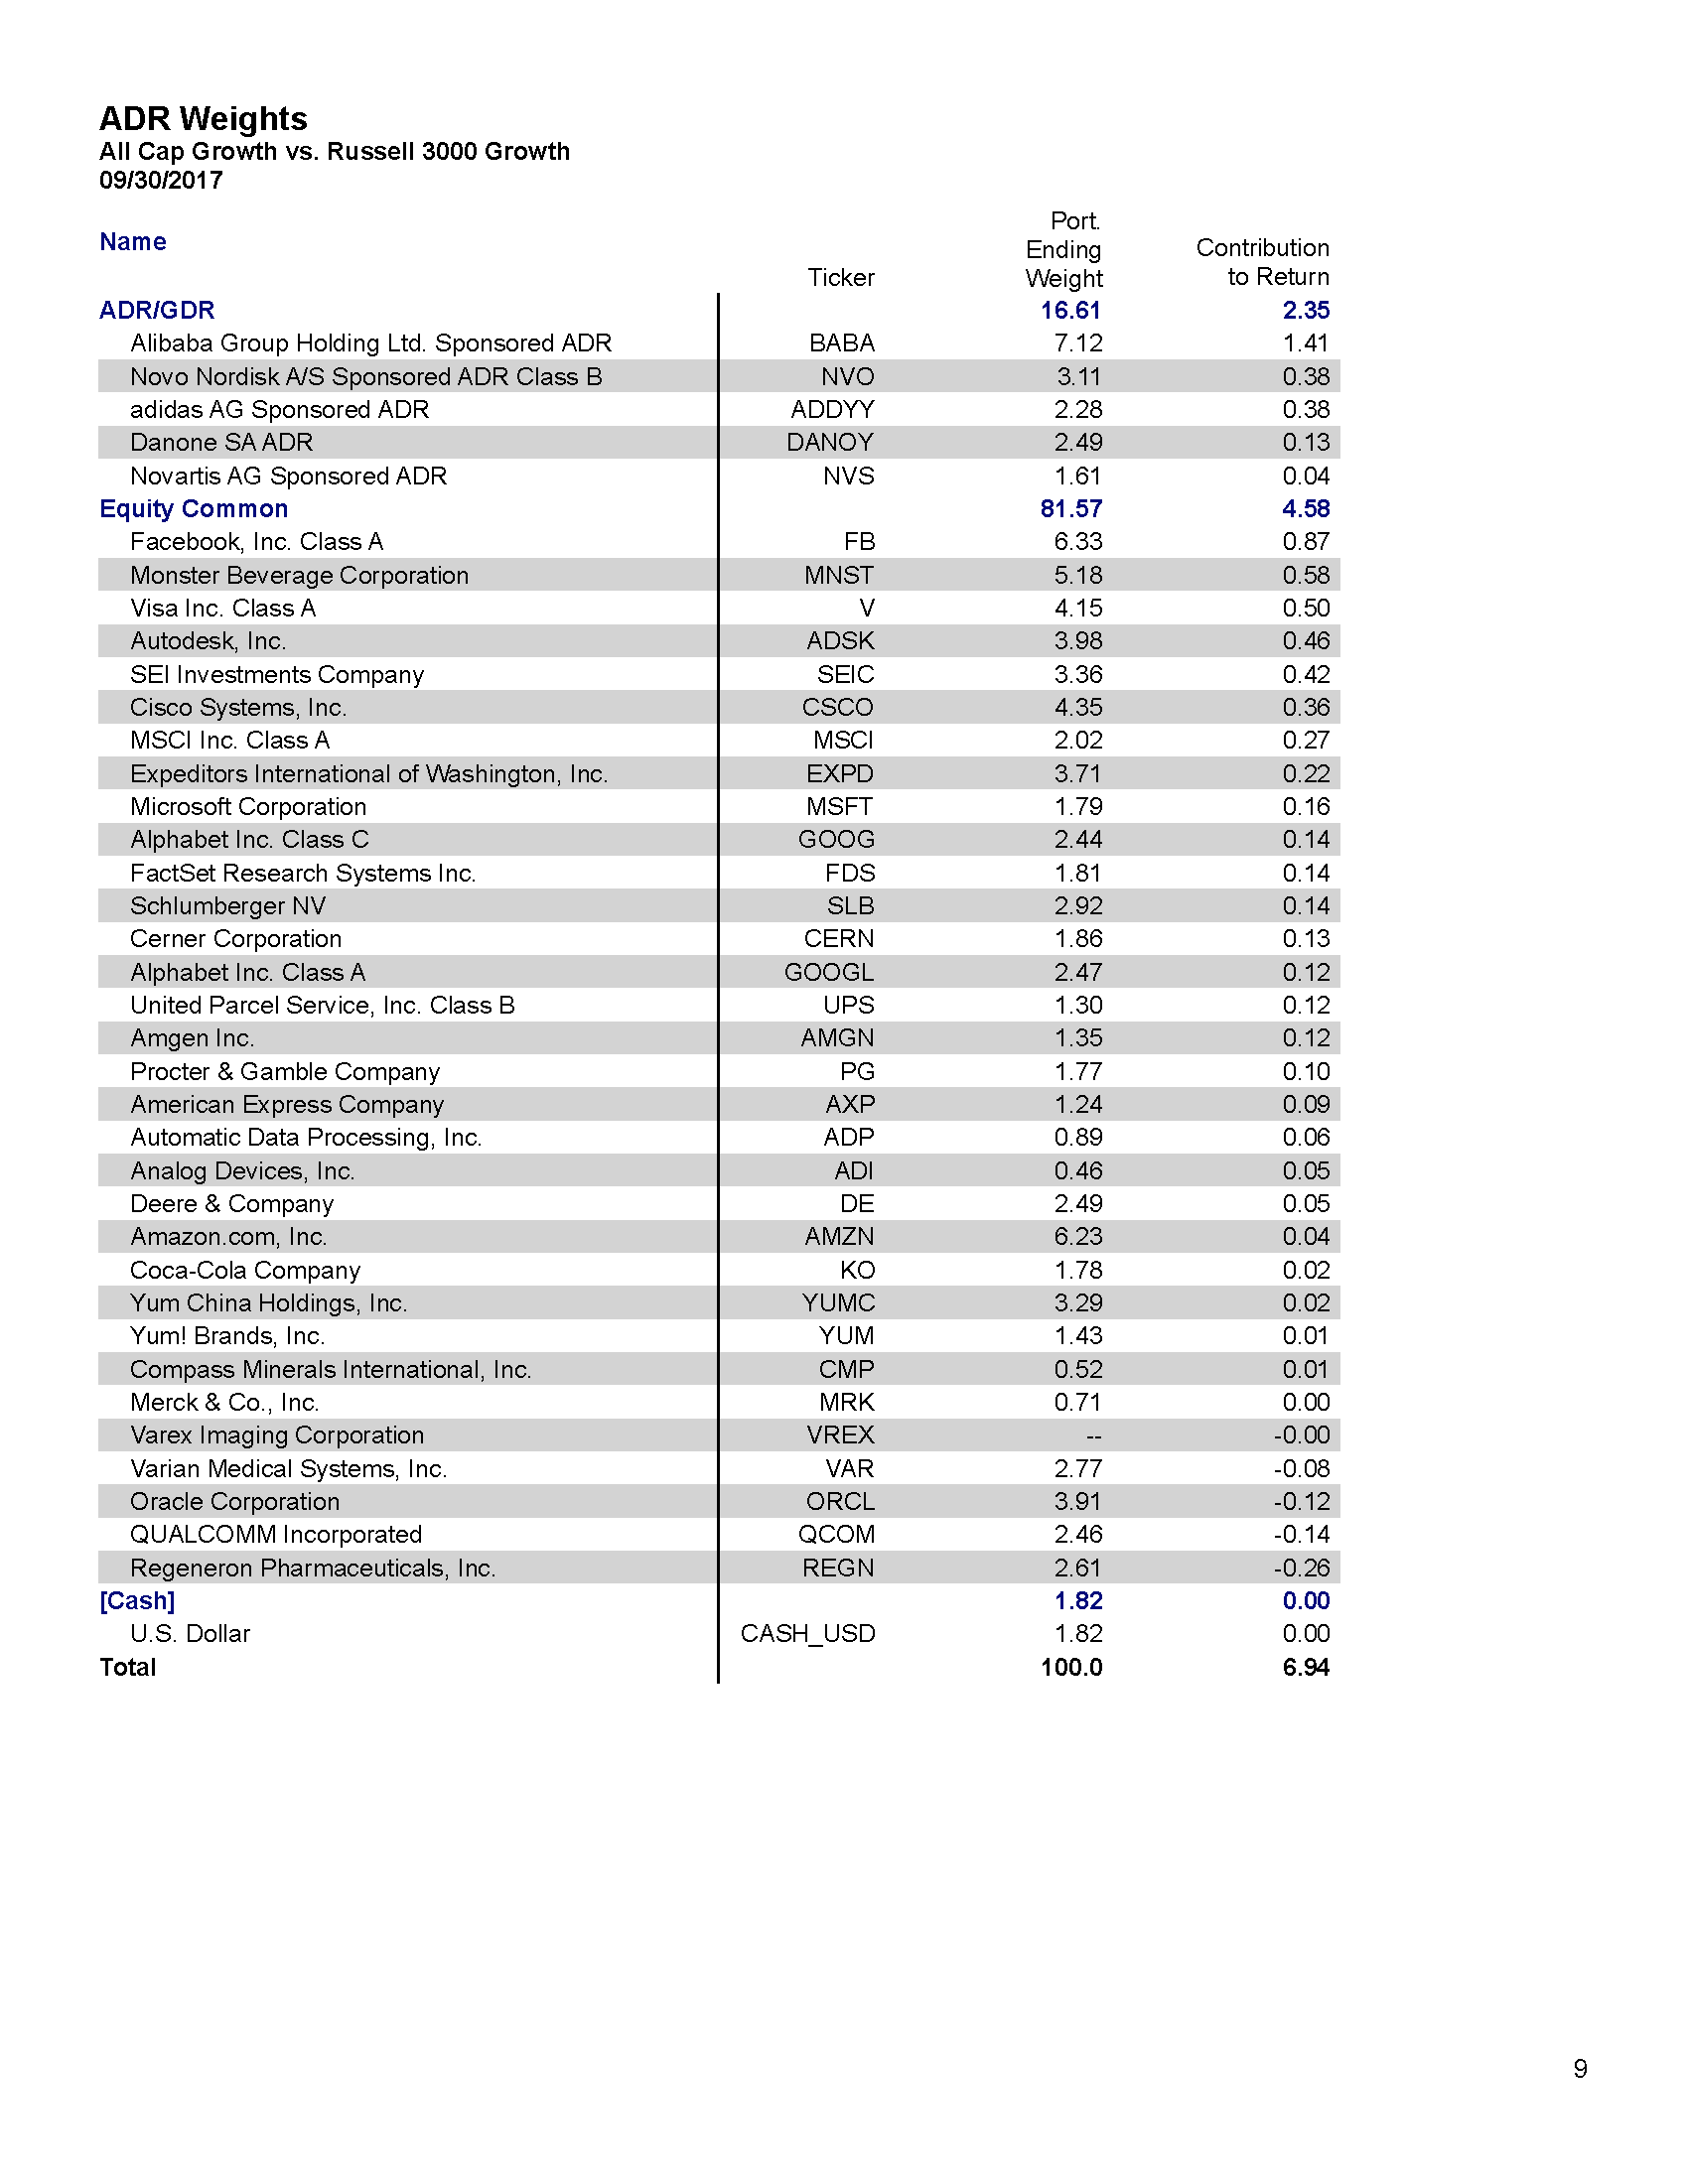 ADR Weights
All Cap Growth vs. Russell 3000 Growth
09/30/2017
Name Ticker Port. Ending Weight Contribution to Return
ADR/GDR 16.61 2.35
Alibaba Group Holding Ltd. Sponsored ADR BABA 7.12 1.41
Novo Nordisk A/S Sponsored ADR Class B NVO 3.11 0.38
adidas AG Sponsored ADR ADDYY 2.28 0.38
Danone SA ADR DANOY 2.49 0.13
Novartis AG Sponsored ADR NVS 1.61 0.04
Equity Common 81.57 4.58
Facebook, Inc. Class A FB 6.33 0.87
Monster Beverage Corporation MNST 5.18 0.58
Visa Inc. Class A V 4.15 0.50
Autodesk, Inc. ADSK 3.98 0.46
SEI Investments Company SEIC 3.36 0.42
Cisco Systems, Inc. CSCO 4.35 0.36
MSCI Inc. Class A MSCI 2.02 0.27
Expeditors International of Washington, Inc. EXPD 3.71 0.22
Microsoft Corporation MSFT 1.79 0.16
Alphabet Inc. Class C GOOG 2.44 0.14
FactSet Research Systems Inc. FDS 1.81 0.14
Schlumberger NV SLB 2.92 0.14
Cerner Corporation CERN 1.86 0.13
Alphabet Inc. Class A GOOGL 2.47 0.12
United Parcel Service, Inc. Class B UPS 1.30 0.12
Amgen Inc. AMGN 1.35 0.12
Procter & Gamble Company PG 1.77 0.10
American Express Company AXP 1.24 0.09
Automatic Data Processing, Inc. ADP 0.89 0.06
Analog Devices, Inc. ADI 0.46 0.05
Deere & Company DE 2.49 0.05
Amazon.com, Inc. AMZN 6.23 0.04
Coca-Cola Company KO 1.78 0.02
Yum China Holdings, Inc. YUMC 3.29 0.02
Yum! Brands, Inc. YUM 1.43 0.01
Compass Minerals International, Inc. CMP 0.52 0.01
Merck & Co., Inc. MRK 0.71 0.00
Varex Imaging Corporation VREX -- -0.00
Varian Medical Systems, Inc. VAR 2.77 -0.08
Oracle Corporation ORCL 3.91 -0.12
QUALCOMM Incorporated QCOM 2.46 -0.14
Regeneron Pharmaceuticals, Inc. REGN 2.61 -0.26
[Cash] 1.82 0.00
U.S. Dollar CASH_USD 1.82 0.00
Total 100.0 6.94
9